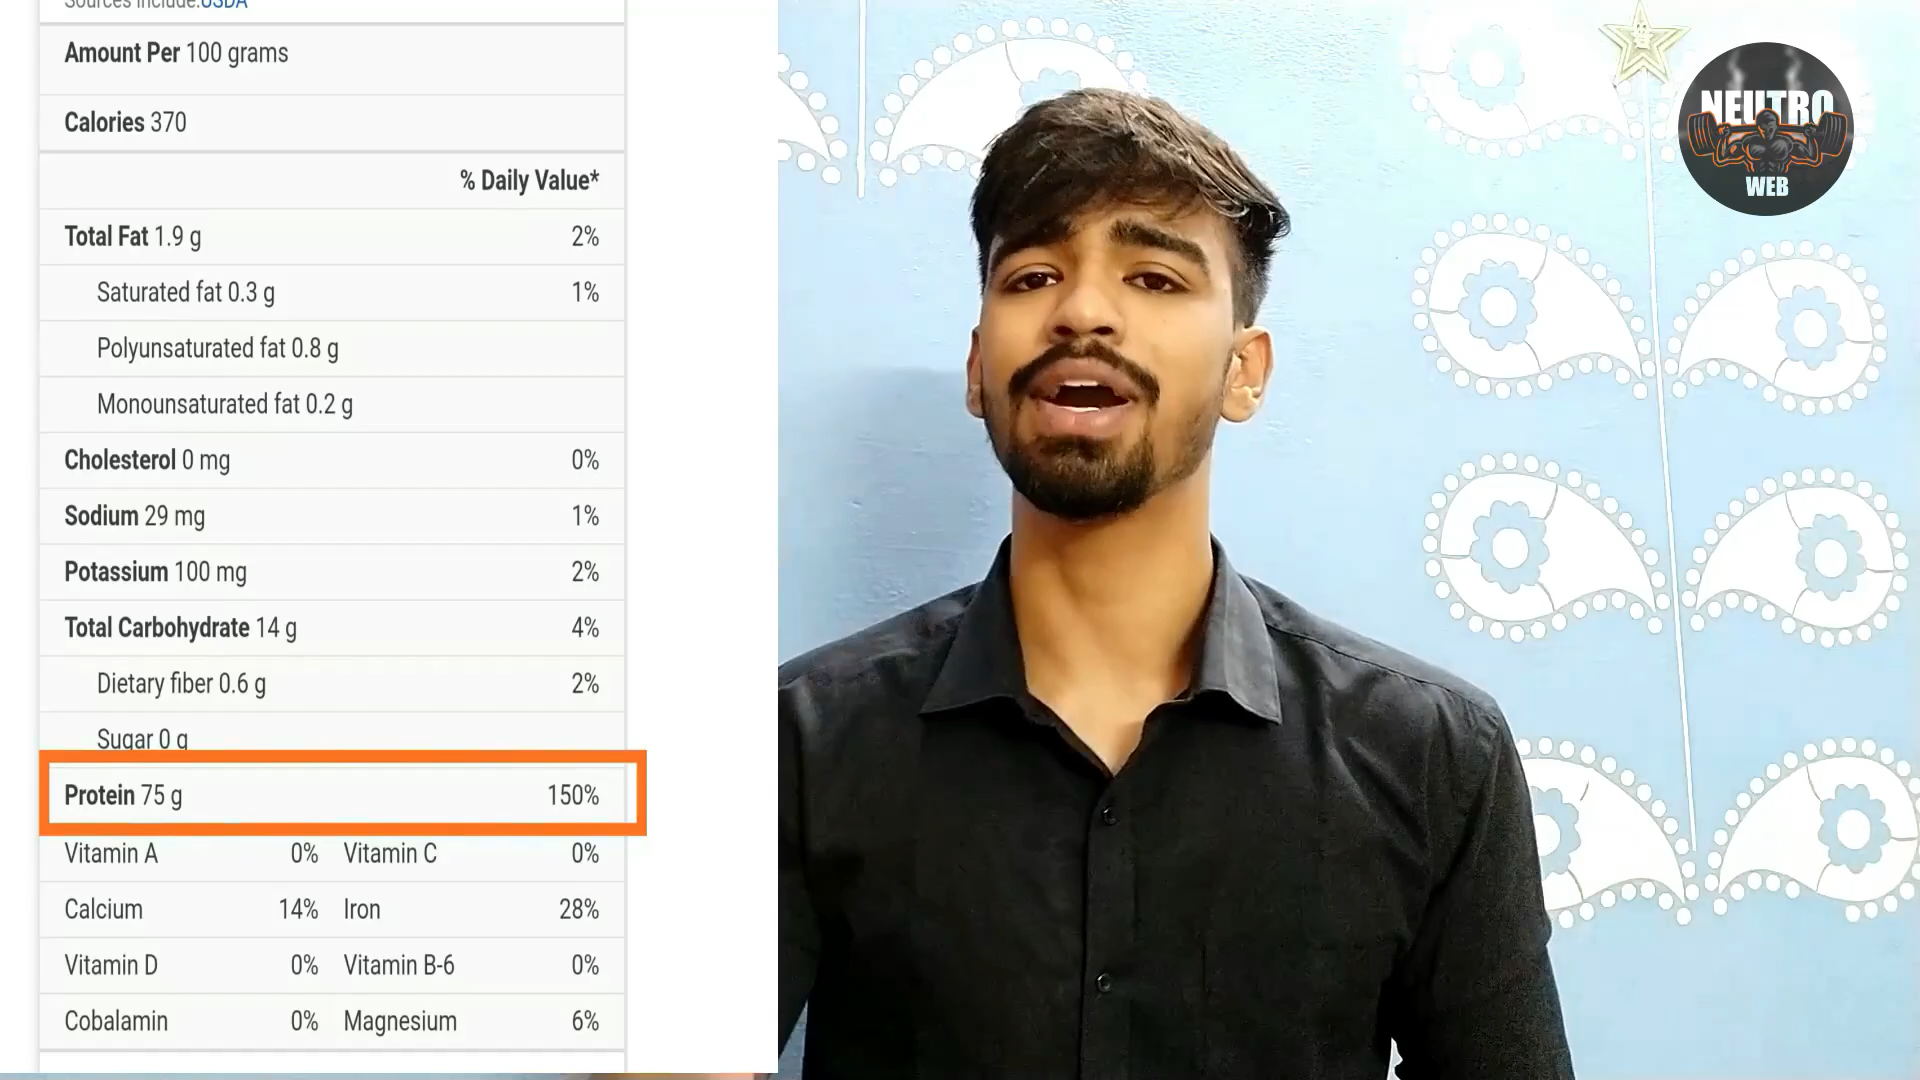 Sources include:USDA
Amount Per 100 grams
Calories 370
% Daily Value*
Total Fat 1.9 g 2%
Saturated fat 0.3 g 1%
Polyunsaturated fat 0.8 g
Monounsaturated fat 0.2 g
Cholesterol 0 mg 0%
Sodium 29 mg 1%
Potassium 100 mg 2%
Total Carbohydrate 14 g 4%
Dietary fiber 0.6 g 2%
Sugar 0 g
Protein 75 g 150%
Vitamin A 0% Vitamin C 0%
Calcium 14% Iron 28%
Vitamin D 0% Vitamin B-6 0%
Cobalamin 0% Magnesium 6%
NEUTRO
WEB